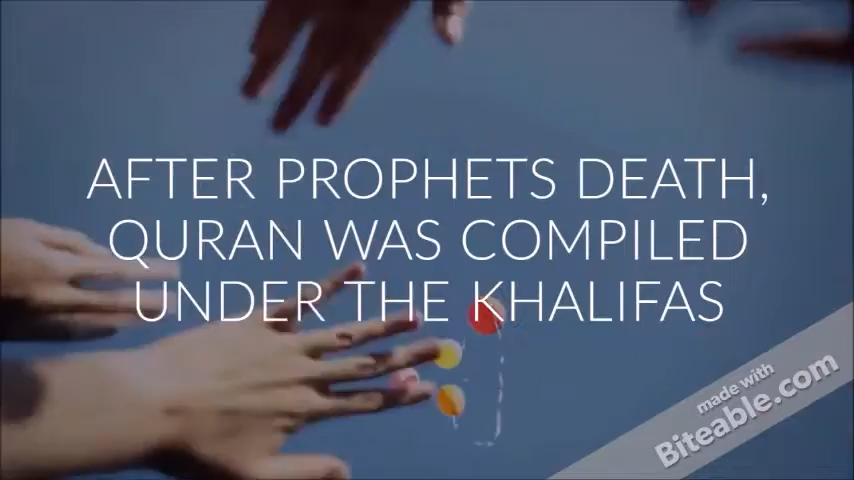 AFTER PROPHETS DEATH,
QURAN WAS COMPILED
UNDER THE KHALIFAS
made with
Biteable.com